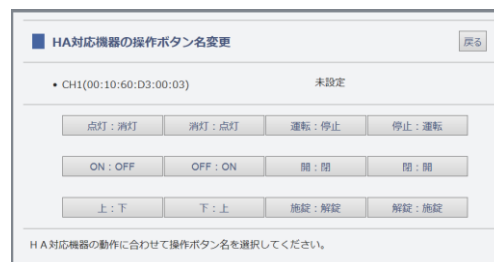 HA対応機器の操作ボタン名変更 戻る
• CH1(00:10:60:D3:00:03) 未設定
点灯：消灯 消灯：点灯 運転：停止 停止：運転
ON：OFF OFF：ON 開：閉 閉：開
上：下 下：上 施錠：解錠 解錠：施錠
ＨＡ対応機器の動作に合わせて操作ボタン名を選択してください。